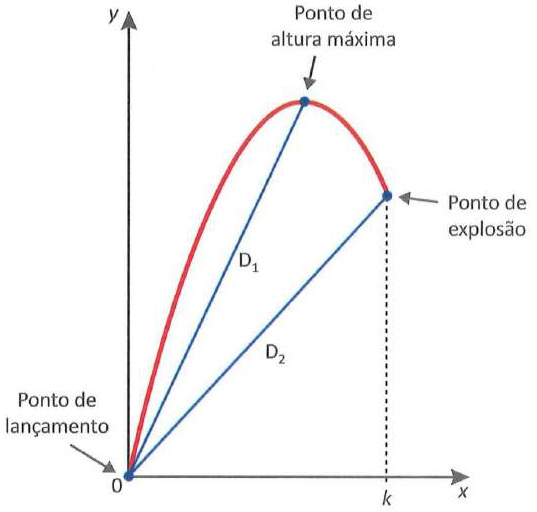 y
Ponto de
altura máxima
Ponto de
explosão
D₁
D₂
Ponto de
lançamento
0
k
x